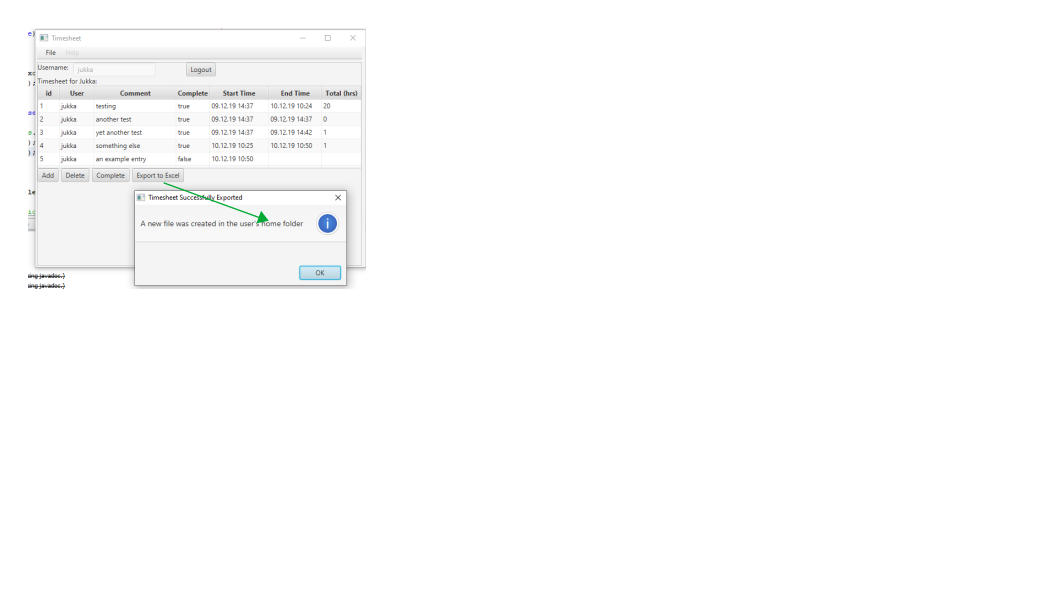 e)
Timesheet
File Help
Username: jukka Logout
Timesheet for Jukka:
id User Comment Complete Start Time End Time Total (hrs)
1 jukka testing true 09.12.19 14:37 10.12.19 10:24 20
2 jukka another test true 09.12.19 14:37 09.12.19 14:37 0
3 jukka yet another test true 09.12.19 14:37 09.12.19 14:42 1
4 jukka something else true 10.12.19 10:25 10.12.19 10:50 1
5 jukka an example entry false 10.12.19 10:50
Add Delete Complete Export to Excel
Timesheet Successfully Exported
A new file was created in the user's home folder
OK
ing javadoc.}
ing javadoc.}